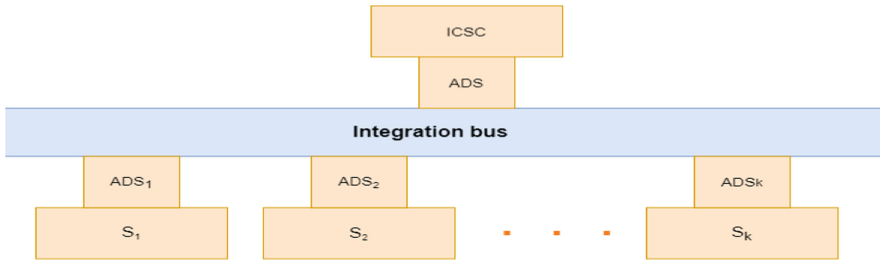 ICSC
ADS
Integration bus
ADS₁ ADS₂ ADSk
S₁ S₂ Sk